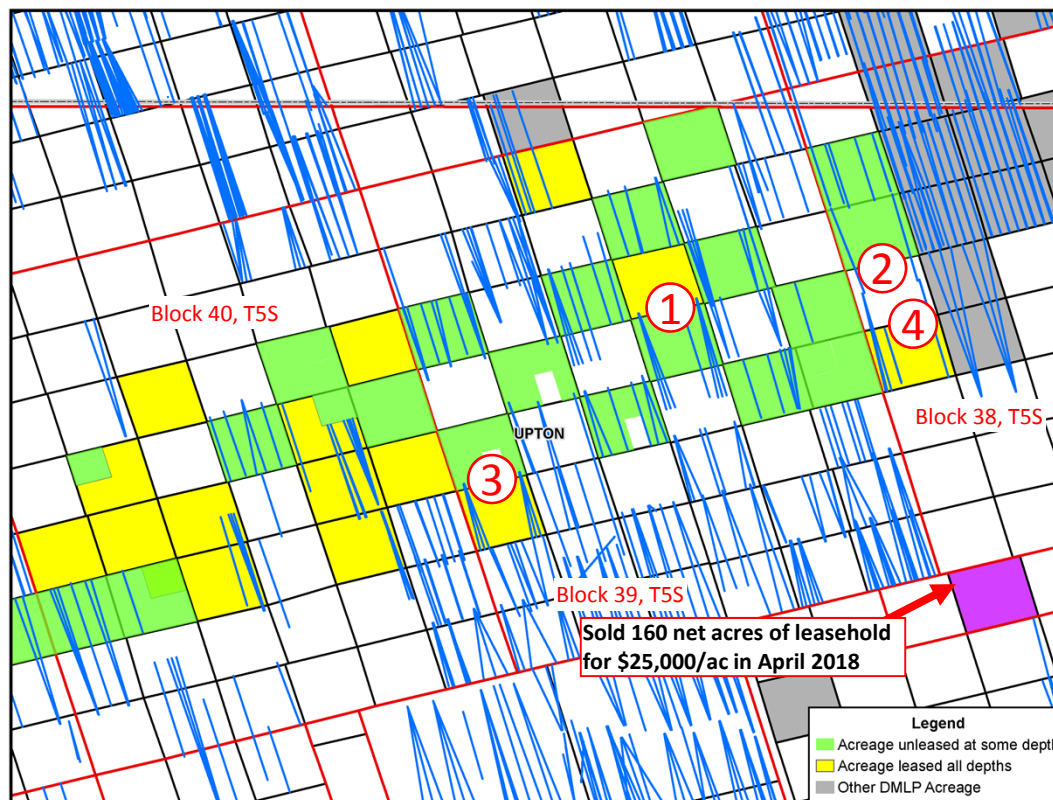 Block 40, T5S
1
2
4
Block 38, T5S
UPTON
3
Block 39, T5S
Sold 160 net acres of leasehold
for $25,000/ac in April 2018
Legend
Acreage unleased at some depth
Acreage leased all depths
Other DMLP Acreage